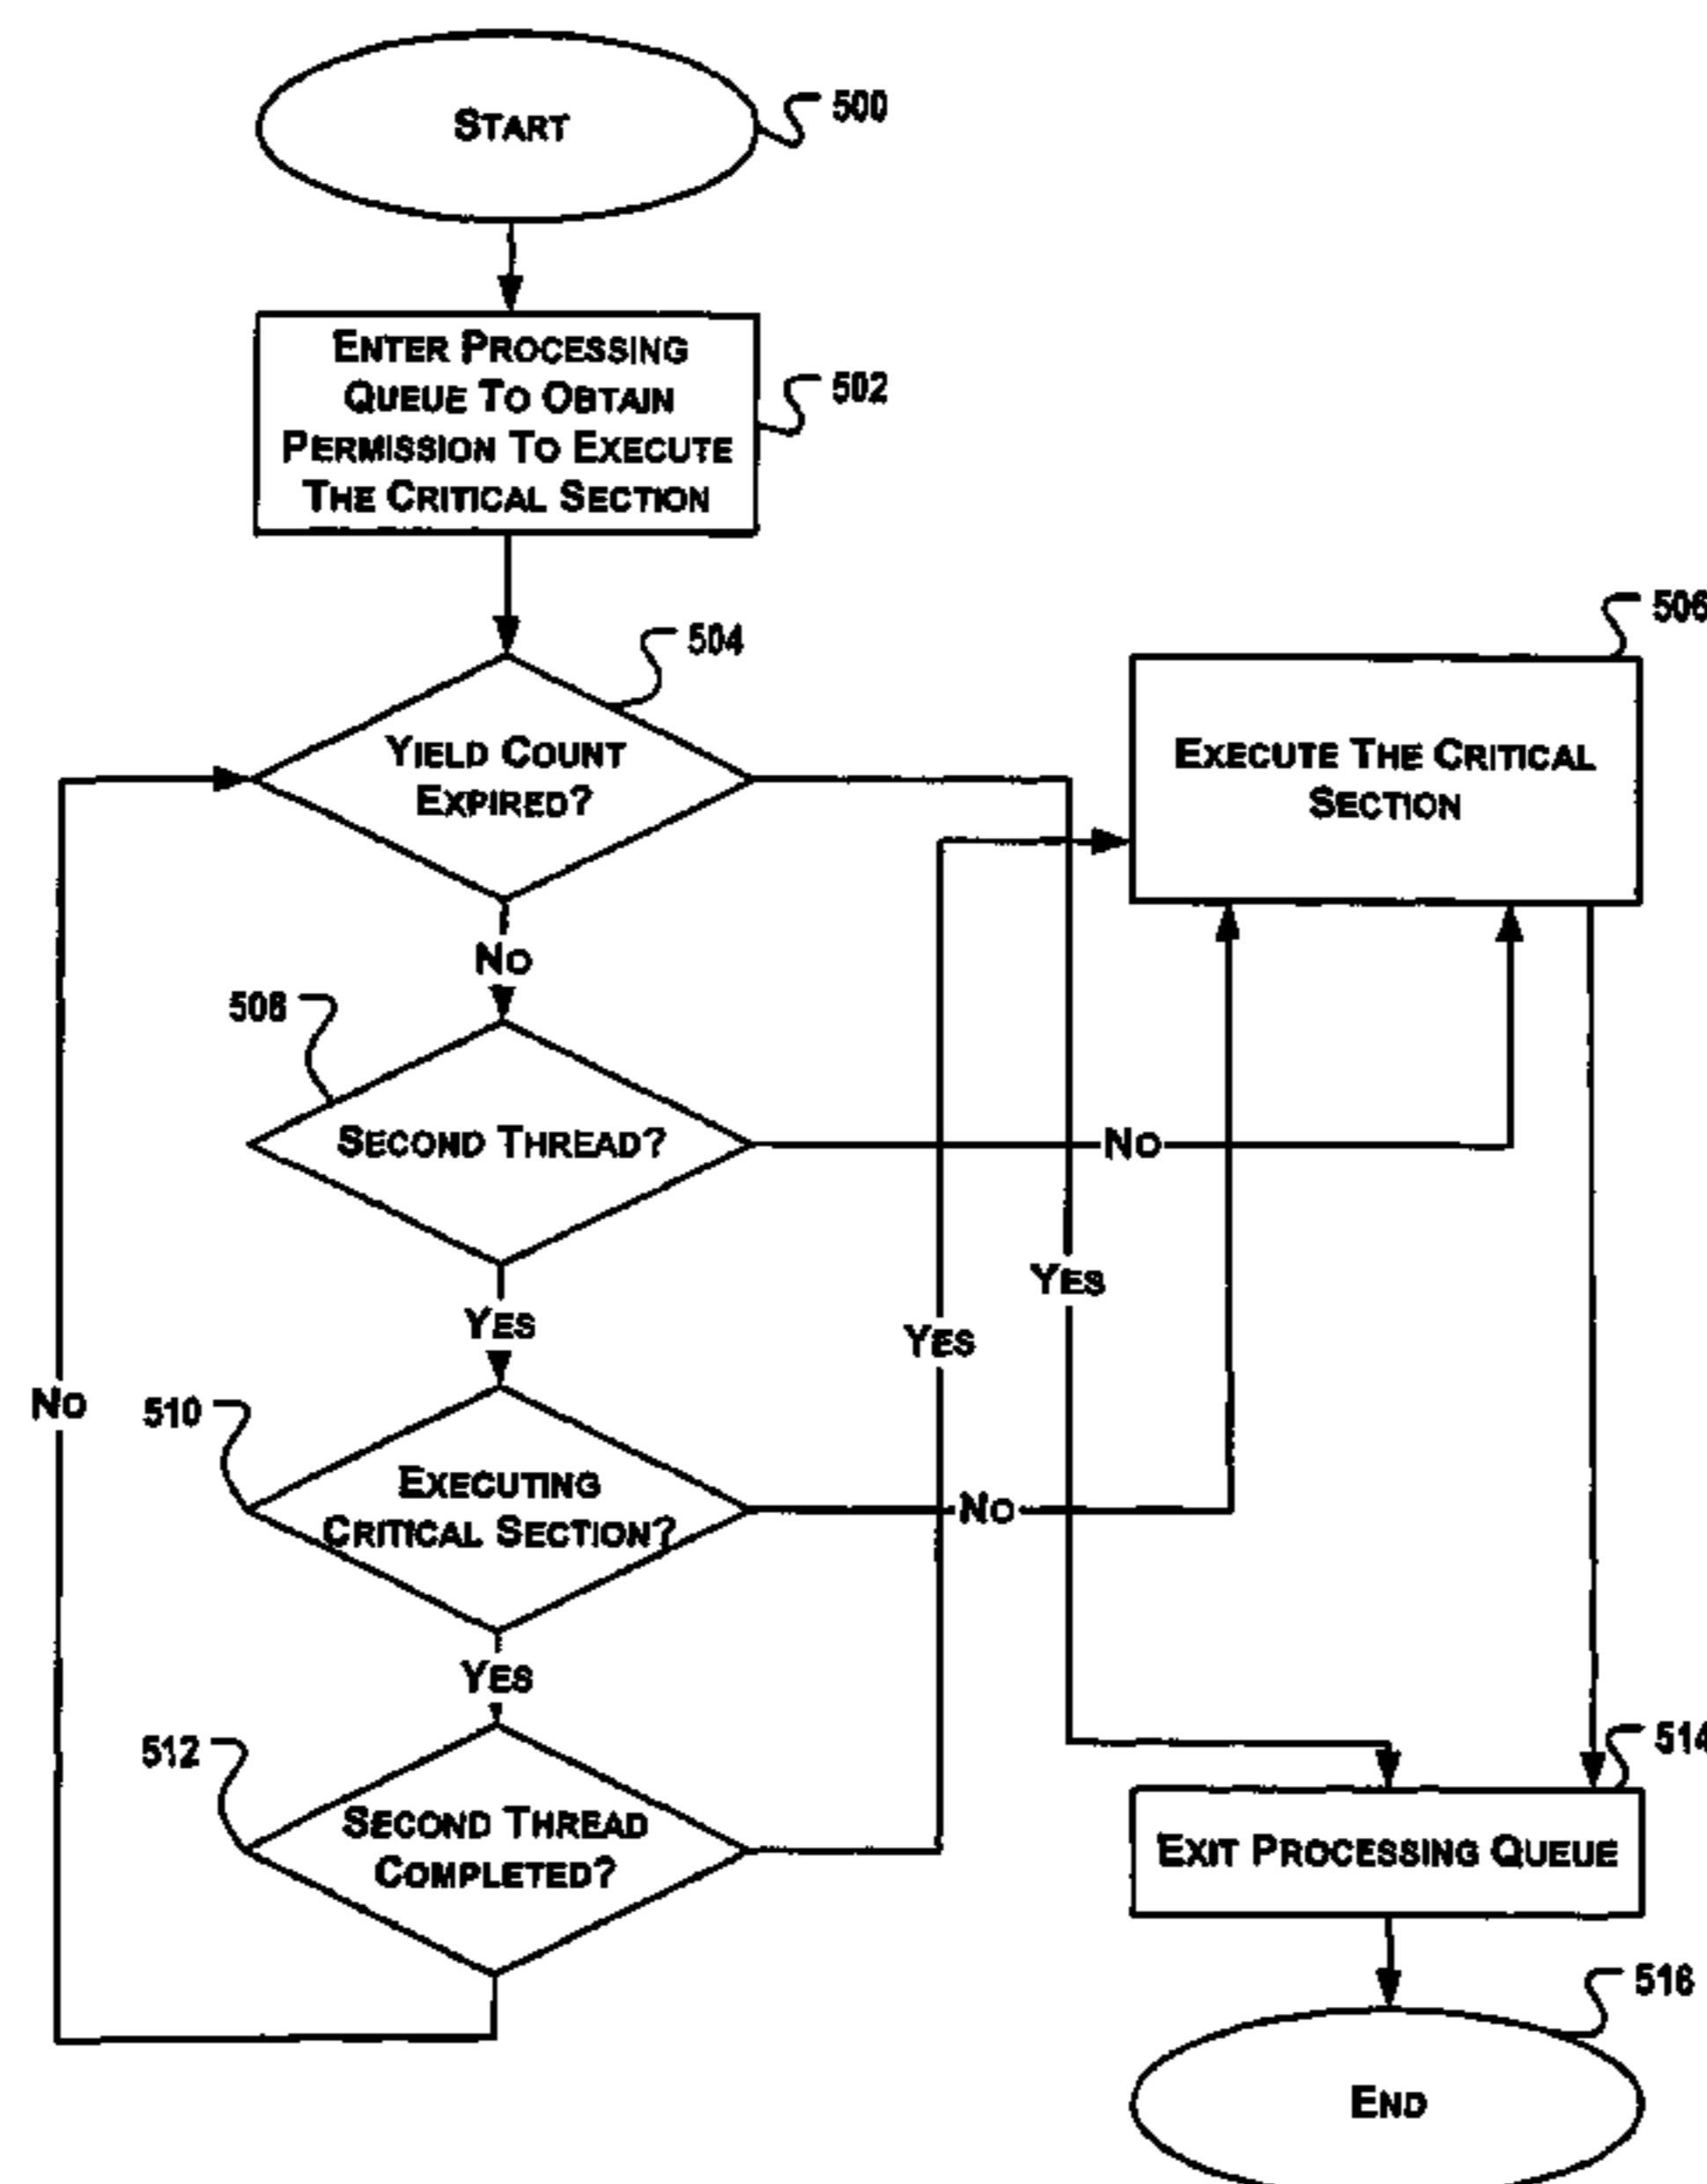 START
500
ENTER PROCESSING
QUEUE TO OBTAIN
PERMISSION TO EXECUTE
THE CRITICAL SECTION
502
504
YIELD COUNT
EXPIRED?
506
EXECUTE THE CRITICAL
SECTION
NO
508
SECOND THREAD?
NO
YES
YES
YES
NO
510
EXECUTING
CRITICAL SECTION?
NO
YES
512
SECOND THREAD
COMPLETED?
514
EXIT PROCESSING QUEUE
516
END